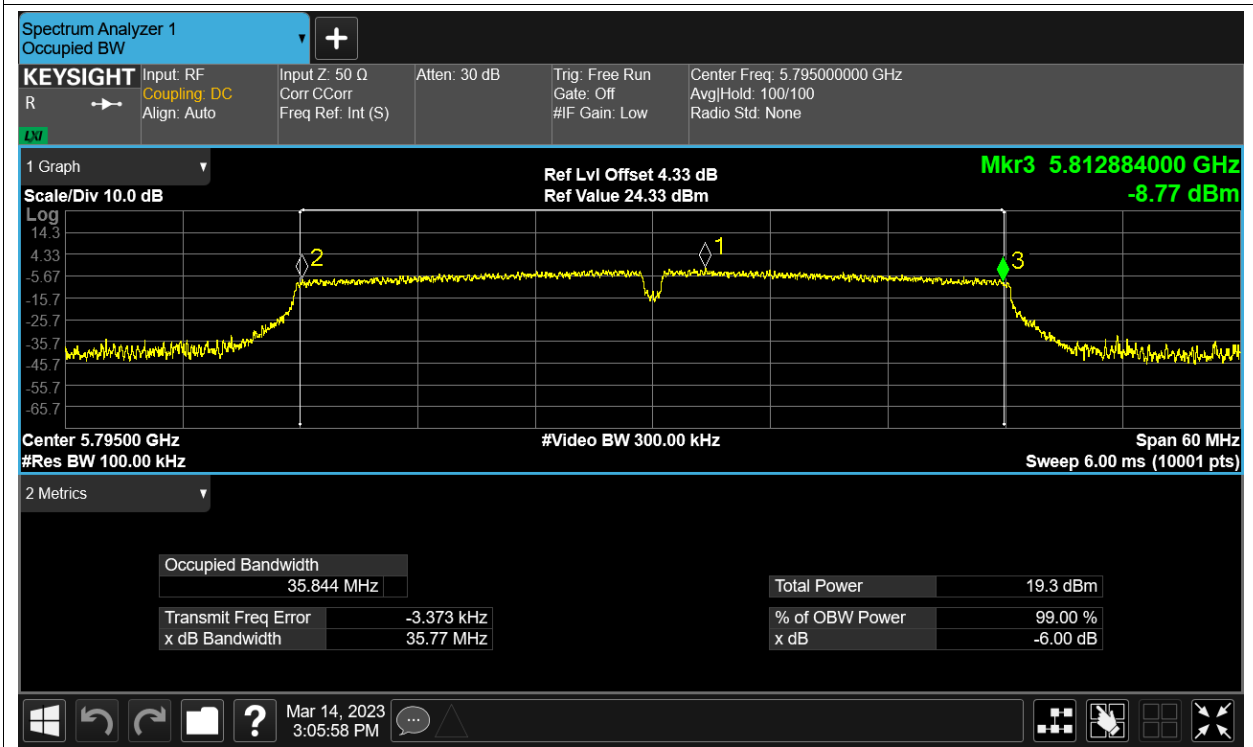 Spectrum Analyzer 1
Occupied BW
KEYSIGHT
R
LXI
Input: RF
Coupling: DC
Align: Auto
Input Z: 50 Ω
Corr CCorr
Freq Ref: Int (S)
Atten: 30 dB
Trig: Free Run
Gate: Off
#IF Gain: Low
Center Freq: 5.795000000 GHz
Avg|Hold: 100/100
Radio Std: None
1 Graph
Scale/Div 10.0 dB
Ref Lvl Offset 4.33 dB
Ref Value 24.33 dBm
Mkr3 5.812884000 GHz
-8.77 dBm
Log
14.3
4.33
-5.67
-15.7
-25.7
-35.7
-45.7
-55.7
-65.7
2
1
3
Center 5.79500 GHz
#Res BW 100.00 kHz
#Video BW 300.00 kHz
Span 60 MHz
Sweep 6.00 ms (10001 pts)
2 Metrics
Occupied Bandwidth
35.844 MHz
Transmit Freq Error -3.373 kHz
x dB Bandwidth 35.77 MHz
Total Power 19.3 dBm
% of OBW Power 99.00 %
x dB -6.00 dB
?
Mar 14, 2023
3:05:58 PM